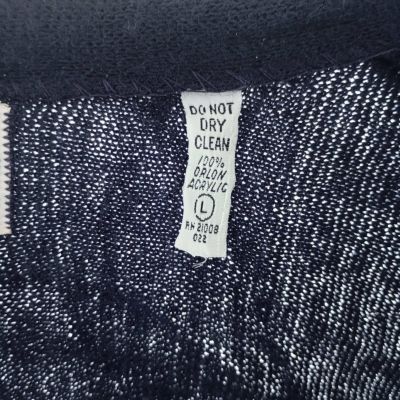 DO NOT
DRY
CLEAN
100%
ORLON
ACRYLIC
L
RN 21008
022